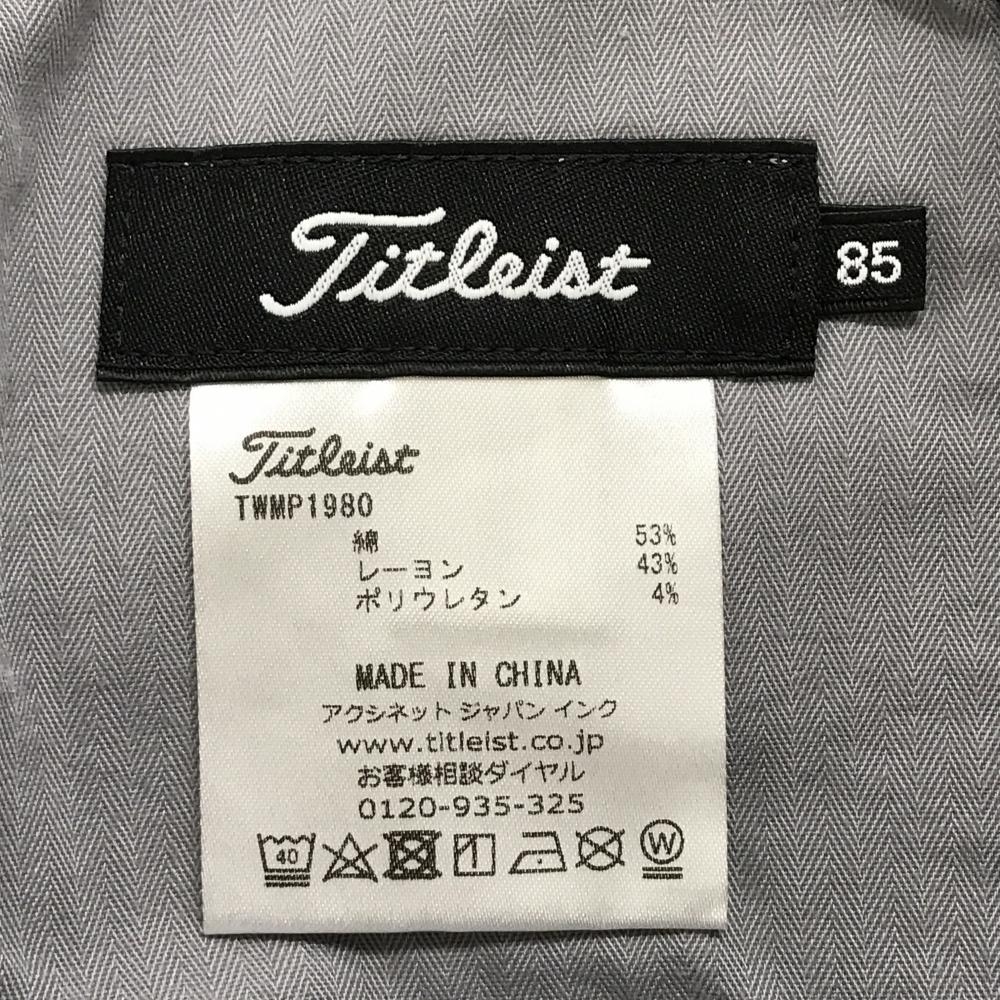 Titleist
85
Titleist
TWMP1980
綿 53%
レーヨン 43%
ポリウレタン 4%
MADE IN CHINA
アクシネット ジャパン インク
www.titleist.co.jp
お客様相談ダイヤル
0120-935-325
40 W